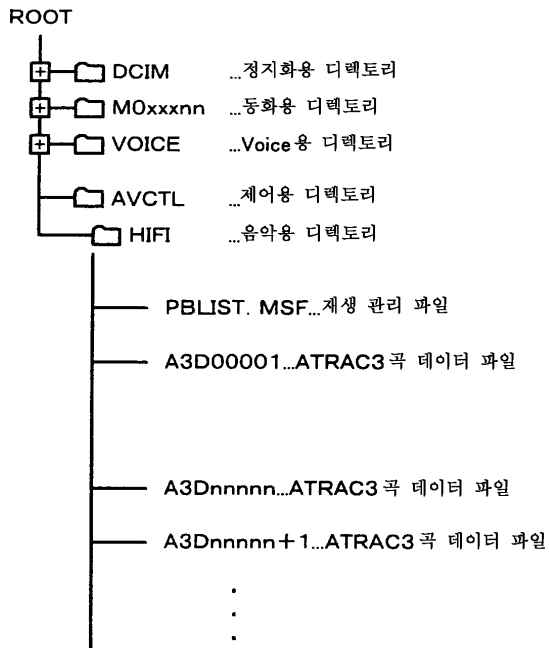 ROOT
DCIM ...정지화용 디렉토리
M0xxxnn ...동화용 디렉토리
VOICE ...Voice용 디렉토리
AVCTL ...제어용 디렉토리
HIFI ...음악용 디렉토리
PBLIST. MSF...재생 관리 파일
A3D00001...ATRAC3곡 데이터 파일
A3Dnnnnn...ATRAC3곡 데이터 파일
A3Dnnnnn+1...ATRAC3곡 데이터 파일